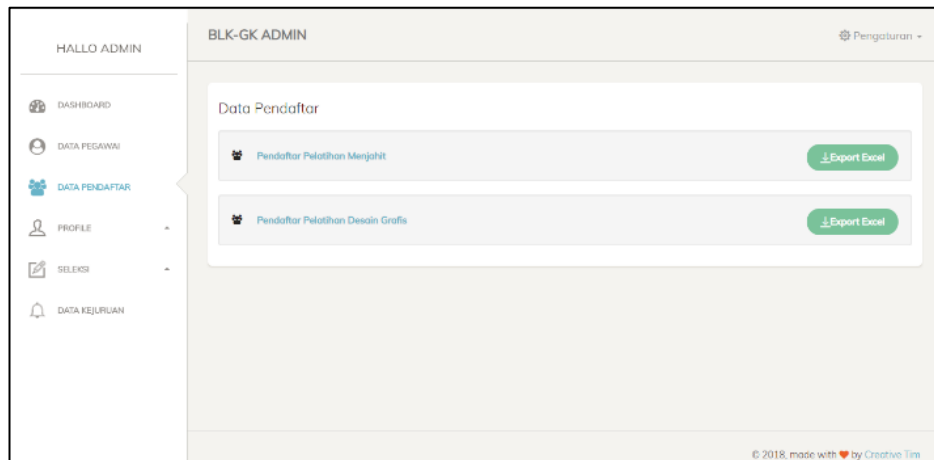 HALLO ADMIN
DASHBOARD
DATA PEGAWAI
DATA PENDAFTAR
PROFILE
SELEKSI
DATA KEJURUAN
BLK-GK ADMIN
Pengaturan
Data Pendaftar
Pendaftar Pelatihan Menjahit
Export Excel
Pendaftar Pelatihan Desain Grafis
Export Excel
© 2018, made with ❤ by Creative Tim